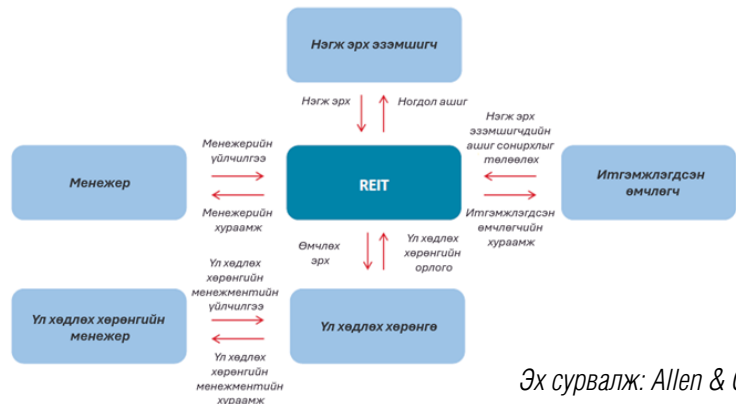 Нэгж эрх эзэмшигч
Нэгж эрх
Ногдол ашиг
Нэгж эрх
эзэмшигчдийн
ашиг сонирхлыг
төлөөлөх
Менежерийн
үйлчилгээ
Менежер
REIT
Итгэмжлэгдсэн
өмчлөгч
Менежерийн
хураамж
Итгэмжлэгдсэн
өмчлөгчийн
хураамж
Өмчлөх
эрх
Үл хөдлөх
хөрөнгийн
орлого
Үл хөдлөх
хөрөнгийн
менежментийн
үйлчилгээ
Үл хөдлөх хөрөнгийн
менежер
Үл хөдлөх хөрөнгө
Үл хөдлөх
хөрөнгийн
менежментийн
хураамж
Эх сурвалж: Allen &